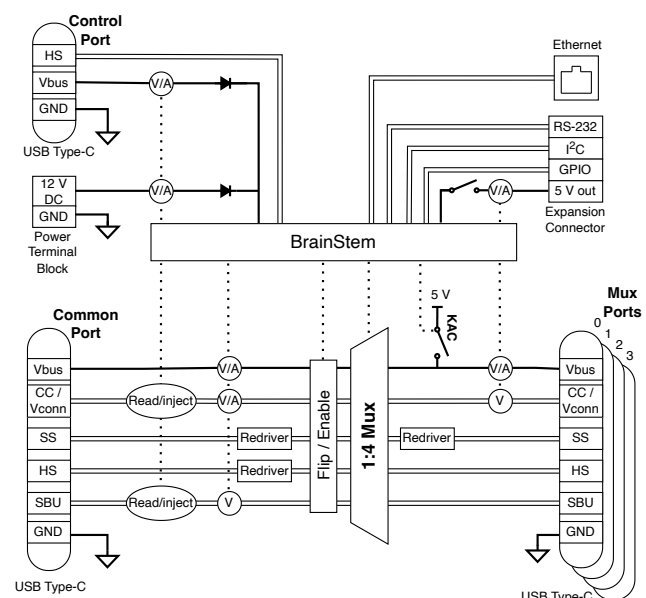 Control
Port
HS
Vbus
V/A
GND
USB Type-C
12 V
DC
V/A
GND
Power
Terminal
Block
Ethernet
RS-232
I²C
GPIO
V/A
5 V out
Expansion
Connector
BrainStem
5 V
KAC
Common
Port
Mux
Ports
0
1
2
3
Vbus
V/A
V/A
Vbus
CC /
Vconn
Read/inject
V/A
V
CC /
Vconn
SS
Redriver
Redriver
SS
HS
Redriver
HS
SBU
Read/inject
V
SBU
GND
GND
Flip / Enable
1:4 Mux
USB Type-C
USB Type-C